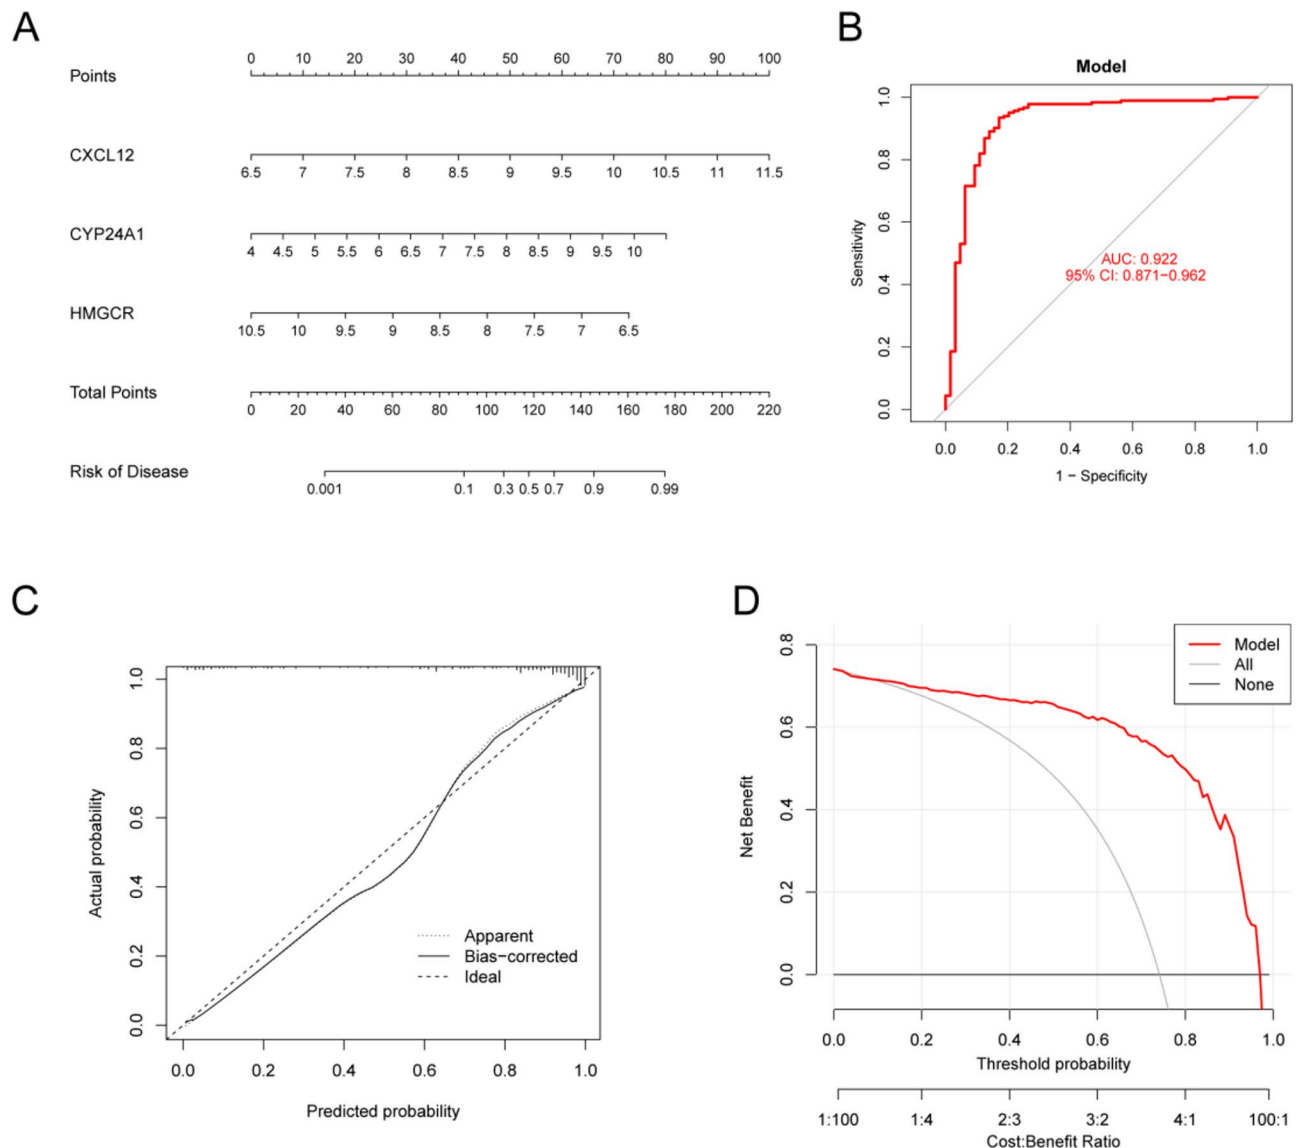 A
0 10 20 30 40 50 60 70 80 90 100
Points
CXCL12
6.5 7 7.5 8 8.5 9 9.5 10 10.5 11 11.5
CYP24A1
4 4.5 5 5.5 6 6.5 7 7.5 8 8.5 9 9.5 10
HMGCR
10.5 10 9.5 9 8.5 8 7.5 7 6.5
Total Points
0 20 40 60 80 100 120 140 160 180 200 220
Risk of Disease
0.001 0.1 0.3 0.5 0.7 0.9 0.99
B
Model
1.0
0.8
0.6
0.4
0.2
0.0
Sensitivity
AUC: 0.922
95% CI: 0.871−0.962
0.0 0.2 0.4 0.6 0.8 1.0
1 − Specificity
C
1.0
0.8
0.6
0.4
0.2
0.0
Actual probability
Apparent
Bias−corrected
Ideal
0.0 0.2 0.4 0.6 0.8 1.0
Predicted probability
D
0.8
0.6
0.4
0.2
0.0
Net Benefit
Model
All
None
0.0 0.2 0.4 0.6 0.8 1.0
Threshold probability
1:100 1:4 2:3 3:2 4:1 100:1
Cost:Benefit Ratio